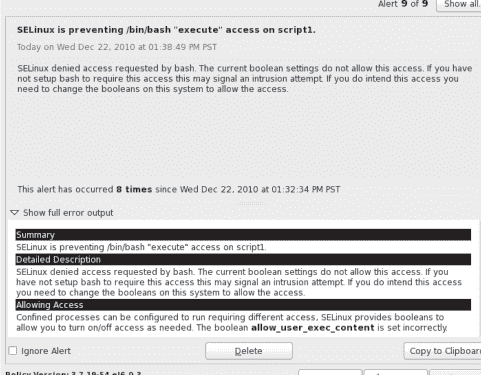 Alert 9 of 9 Show all.
SELinux is preventing /bin/bash "execute" access on script1.
Today on Wed Dec 22, 2010 at 01:38:49 PM PST
SELinux denied access requested by bash. The current boolean settings do not allow this access. If you have
not setup bash to require this access this may signal an intrusion attempt. If you do intend this access you
need to change the booleans on this system to allow the access.
This alert has occurred 8 times since Wed Dec 22, 2010 at 01:32:34 PM PST
Show full error output
Summary
SELinux is preventing /bin/bash "execute" access on script1.
Detailed Description
SELinux denied access requested by bash. The current boolean settings do not allow this access. If you
have not setup bash to require this access this may signal an intrusion attempt. If you do intend this access
you need to change the booleans on this system to allow the access.
Allowing Access
Confined processes can be configured to run requiring different access, SELinux provides booleans to
allow you to turn on/off access as needed. The boolean allow_user_exec_content is set incorrectly.
Ignore Alert Delete Copy to Clipboard
Policy Version: 3.7.19-54.el6_0.3